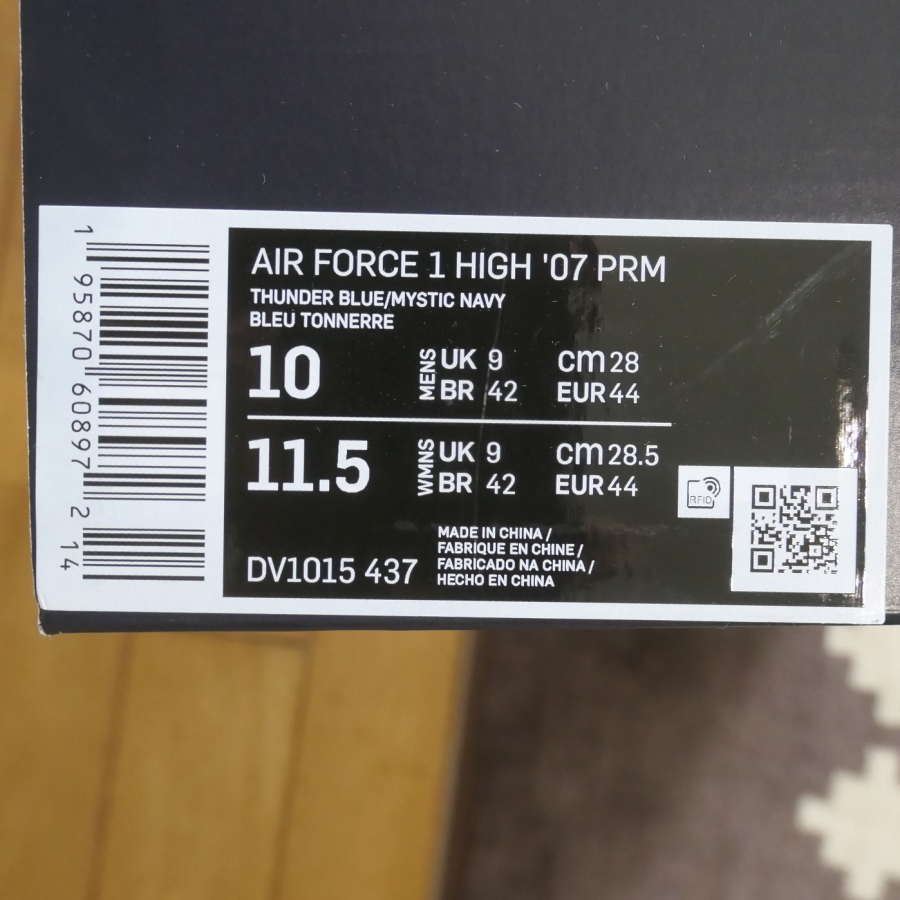 1 95870 60897 2 14
AIR FORCE 1 HIGH '07 PRM
THUNDER BLUE/MYSTIC NAVY
BLEU TONNERRE
10 MENS UK 9 cm 28
BR 42 EUR 44
11.5 WMNS UK 9 cm 28.5
BR 42 EUR 44
RFID
DV1015 437
MADE IN CHINA /
FABRIQUE EN CHINE /
FABRICADO NA CHINA /
HECHO EN CHINA